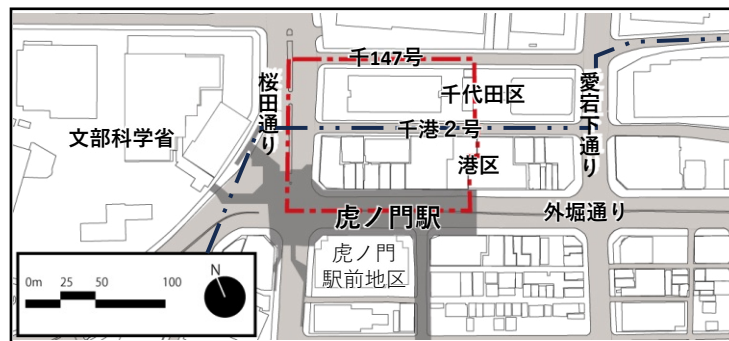 千147号
桜田通り
千代田区
愛宕下通り
文部科学省
千港2号
港区
虎ノ門駅
外堀通り
虎ノ門
駅前地区
0m 25 50 100
N